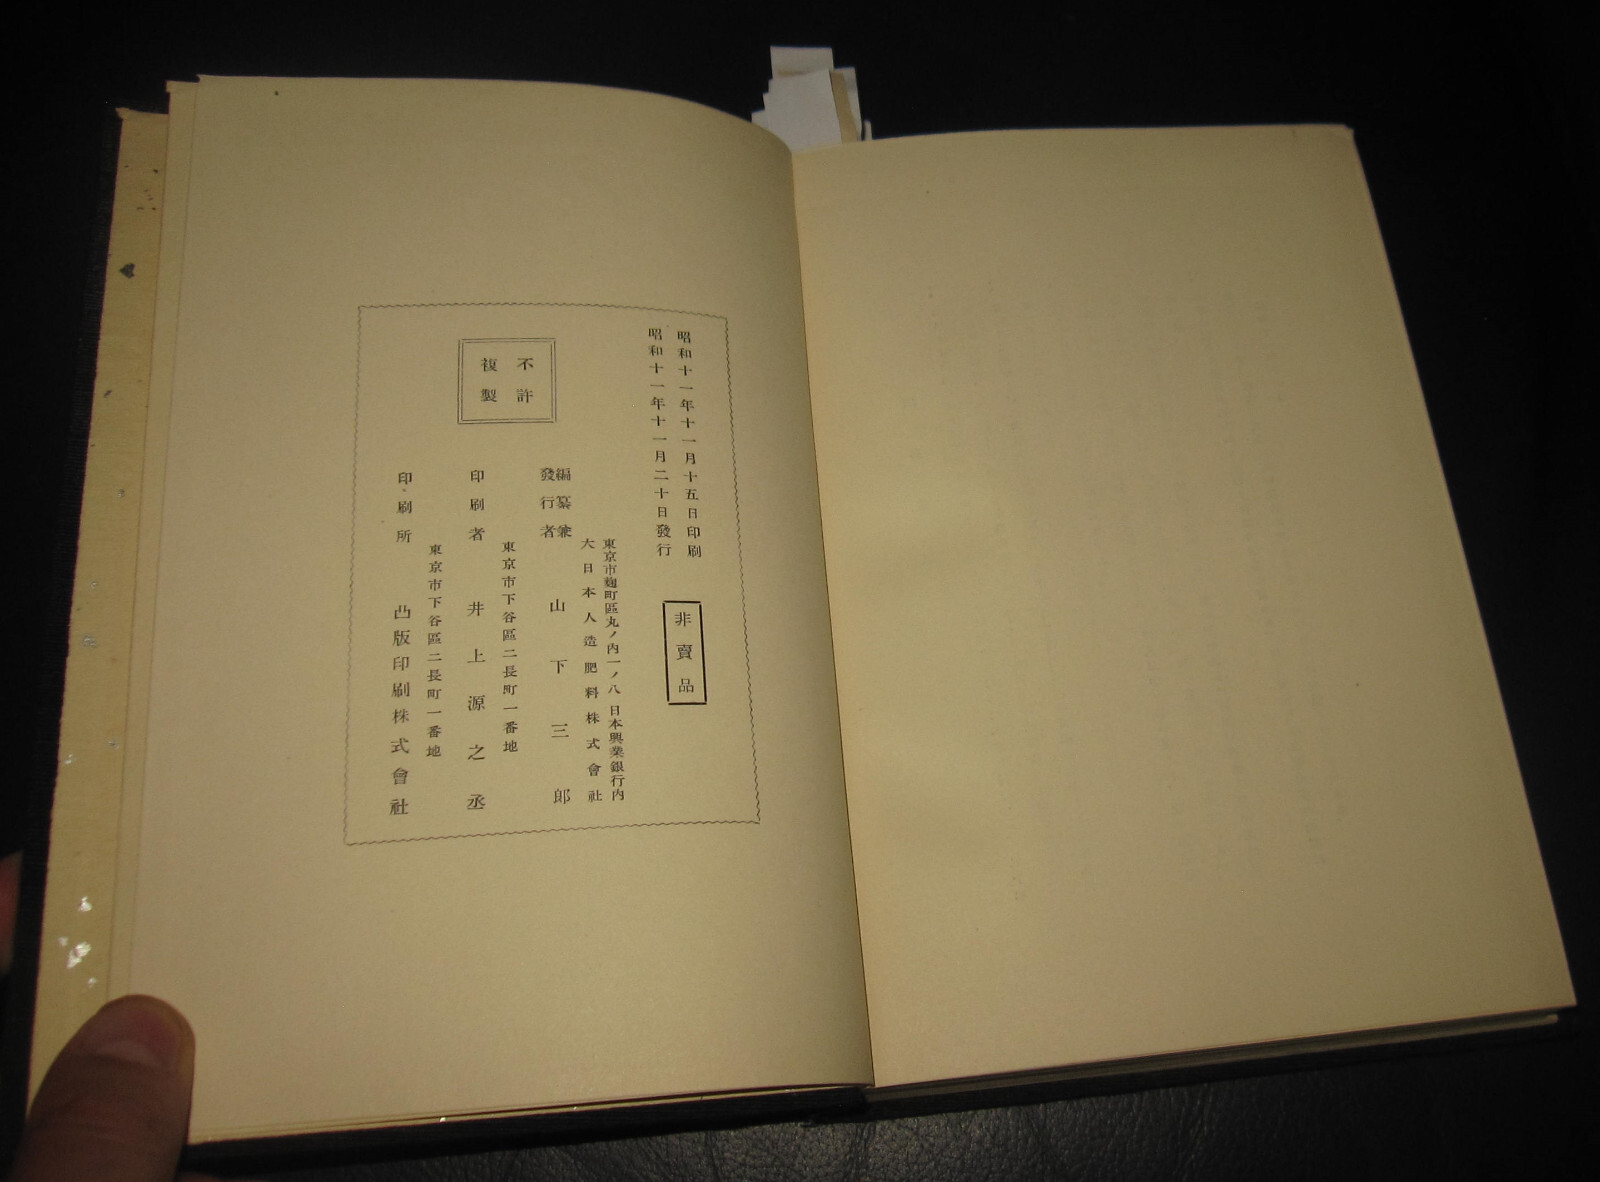 昭和十一年十一月十五日印刷
昭和十一年十一月二十日發行
非賣品
不許
複製
東京市麴町區丸ノ內一ノ八日本興業銀行內
大日本人造肥料株式會社
編纂兼
發行者
山下三郎
東京市下谷區二長町一番地
印刷者
井上源之丞
東京市下谷區二長町一番地
印刷所
凸版印刷株式會社